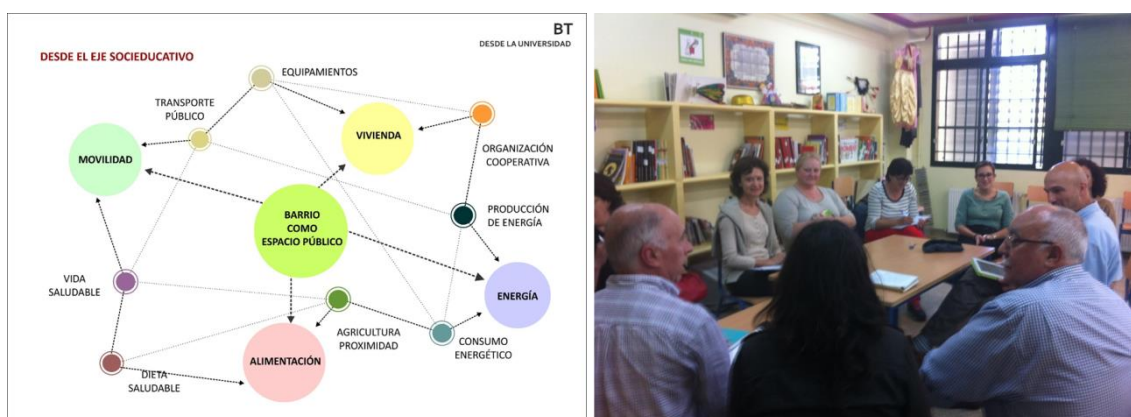 BT
DESDE LA UNIVERSIDAD
DESDE EL EJE SOCIEDUCATIVO
EQUIPAMIENTOS
TRANSPORTE
PÚBLICO
VIVIENDA
MOVILIDAD
ORGANIZACIÓN
COOPERATIVA
BARRIO
COMO
ESPACIO PÚBLICO
PRODUCCIÓN
DE ENERGÍA
VIDA
SALUDABLE
ENERGÍA
AGRICULTURA
PROXIMIDAD
CONSUMO
ENERGÉTICO
ALIMENTACIÓN
DIETA
SALUDABLE